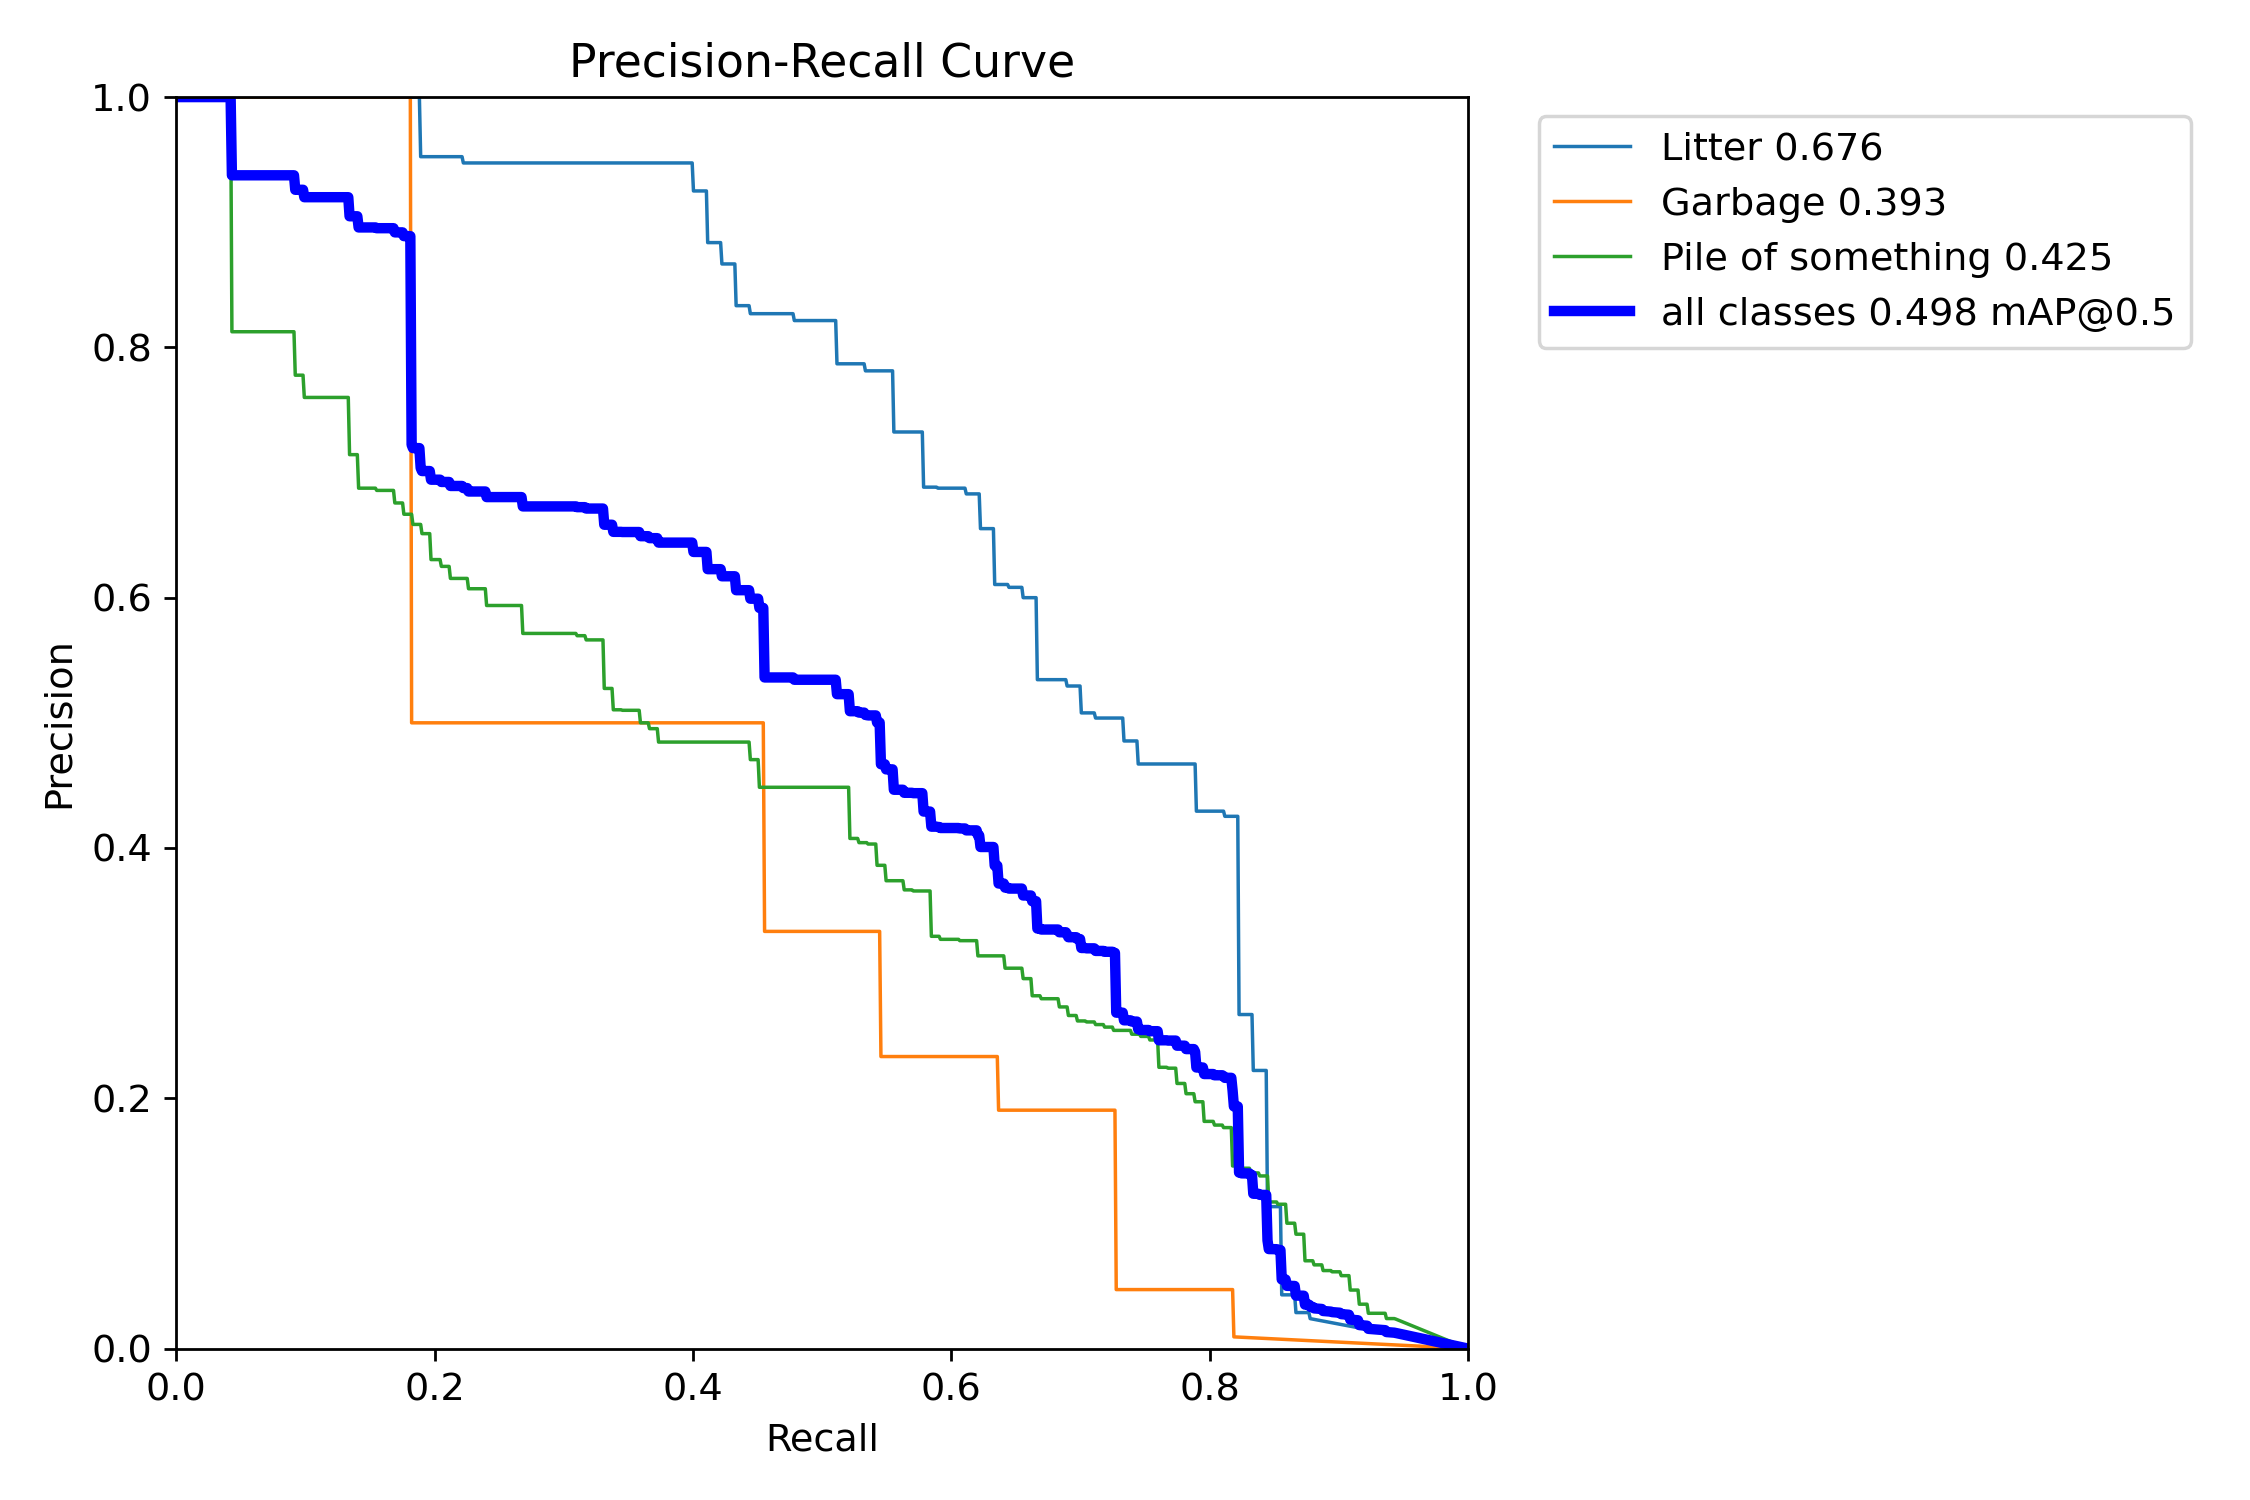 Precision-Recall Curve
1.0
0.8
0.6
0.4
0.2
0.0
Precision
0.0 0.2 0.4 0.6 0.8 1.0
Recall
Litter 0.676
Garbage 0.393
Pile of something 0.425
all classes 0.498 mAP@0.5